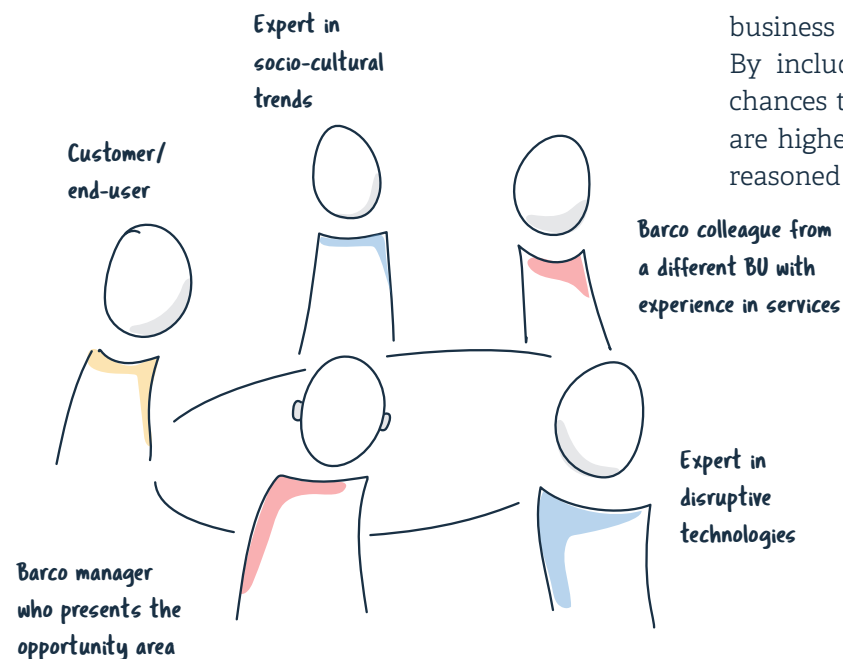 Expert in
socio-cultural
trends
Customer/
end-user
business
By includ
chances t
are highe
reasoned
Barco colleague from
a different BU with
experience in services
Expert in
disruptive
technologies
Barco manager
who presents the
opportunity area